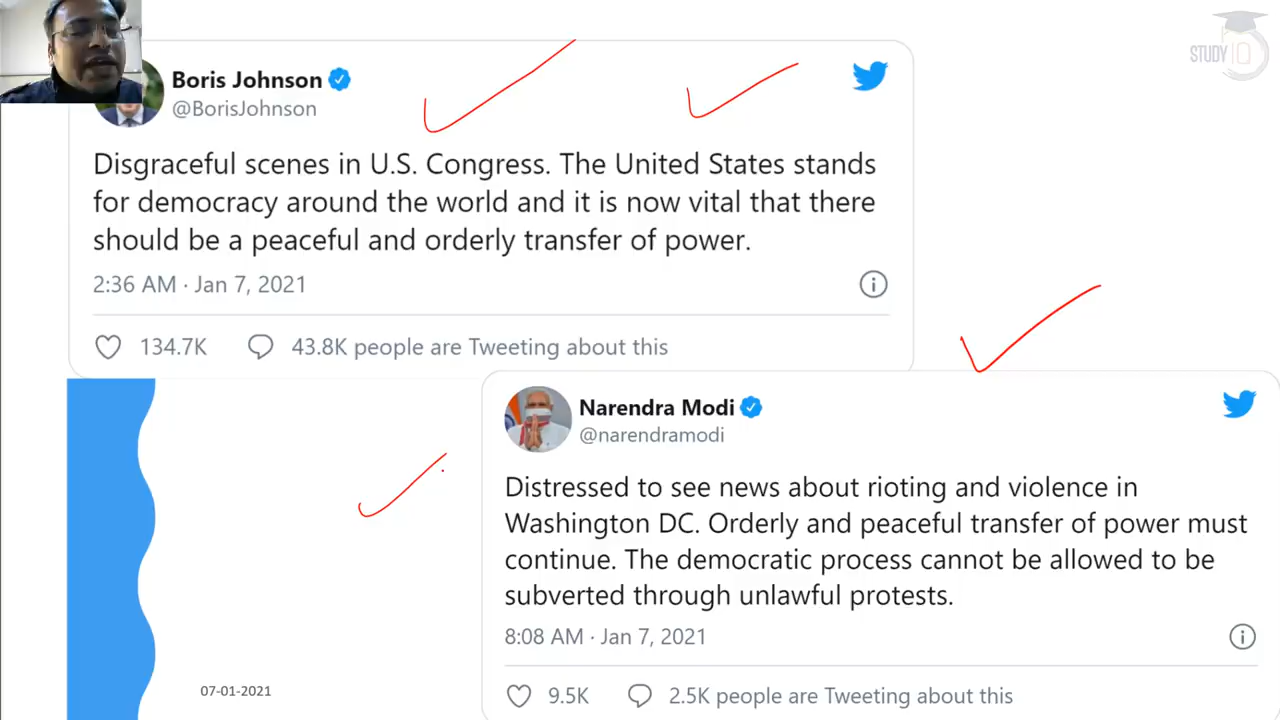 STUDY IQ
Boris Johnson
@BorisJohnson
Disgraceful scenes in U.S. Congress. The United States stands
for democracy around the world and it is now vital that there
should be a peaceful and orderly transfer of power.
2:36 AM · Jan 7, 2021
134.7K 43.8K people are Tweeting about this
Narendra Modi
@narendramodi
Distressed to see news about rioting and violence in
Washington DC. Orderly and peaceful transfer of power must
continue. The democratic process cannot be allowed to be
subverted through unlawful protests.
8:08 AM · Jan 7, 2021
9.5K 2.5K people are Tweeting about this
07-01-2021